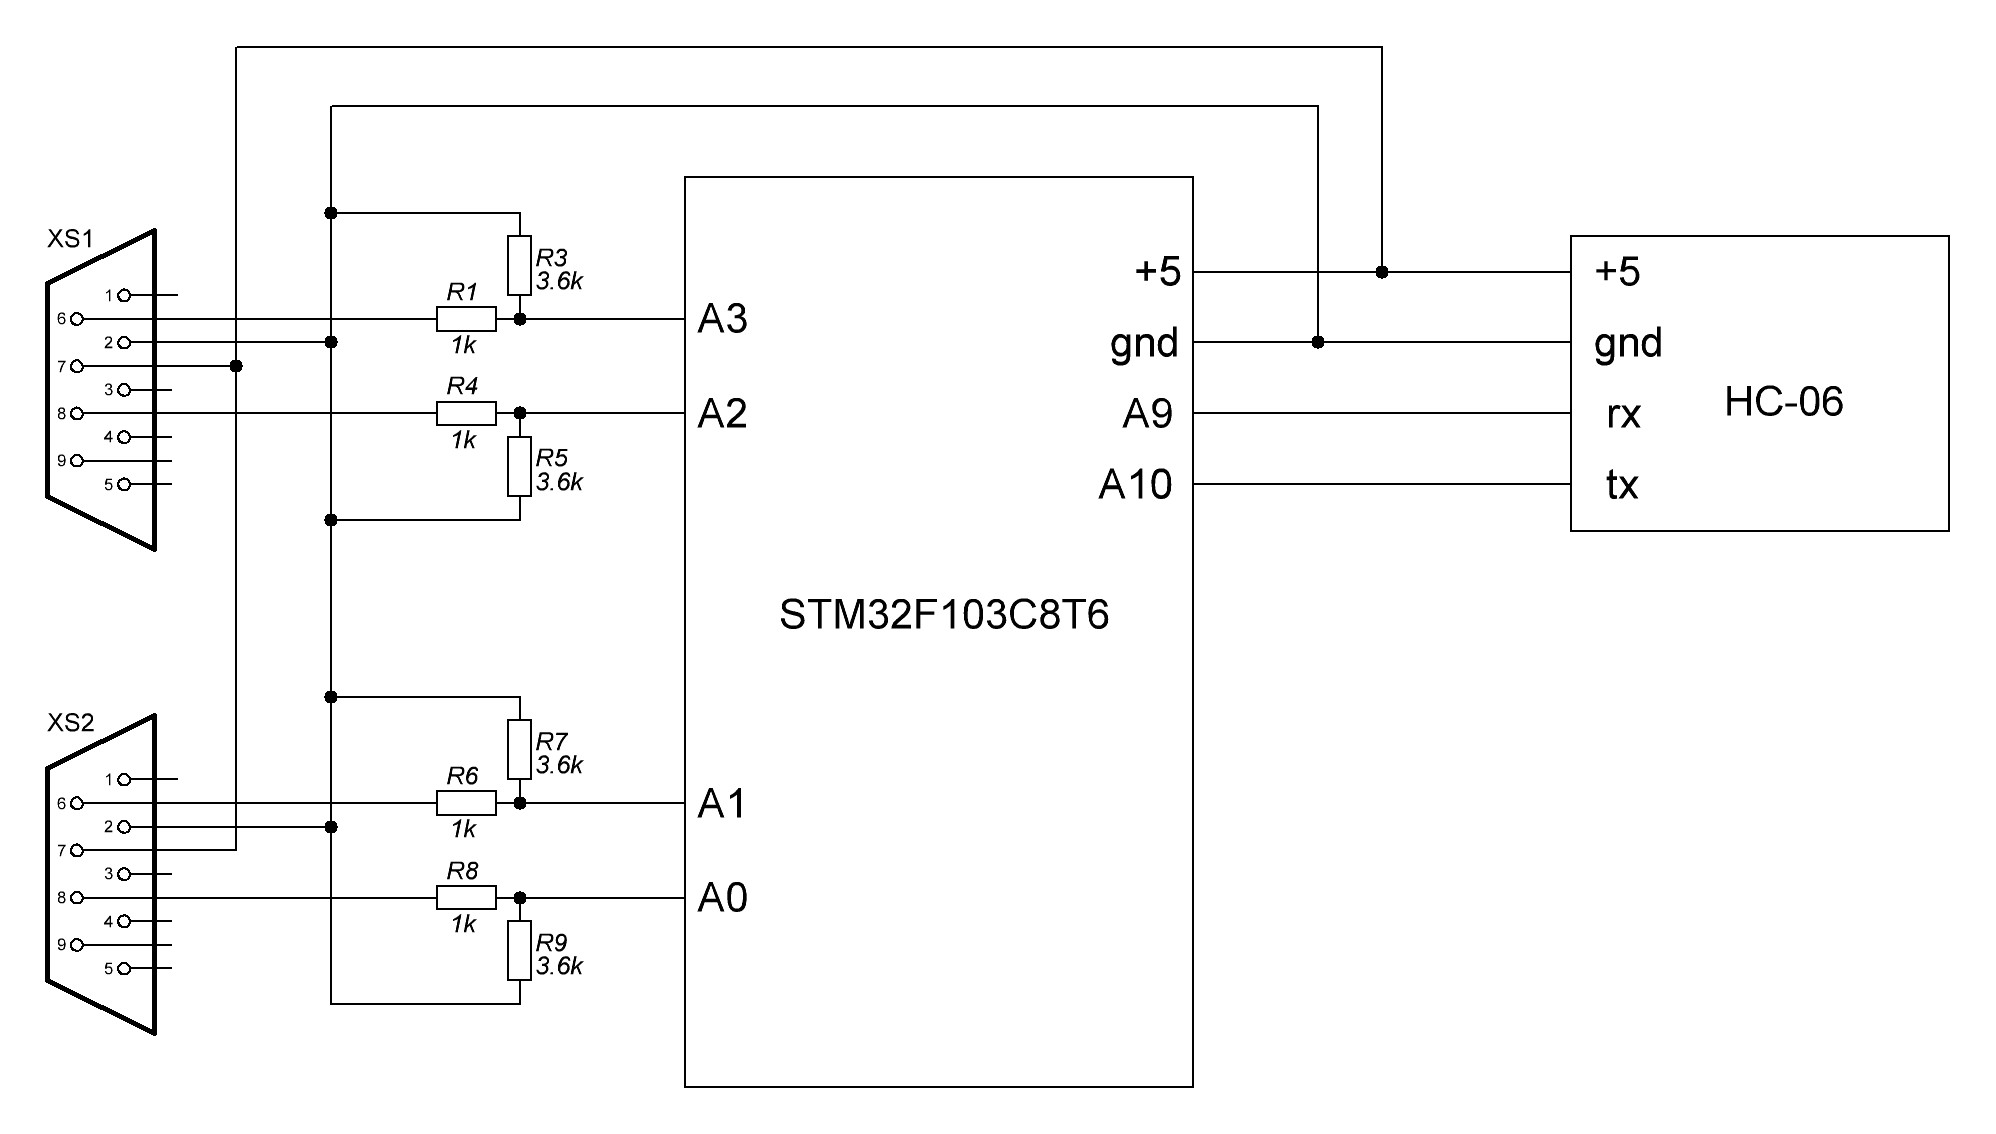 XS1
1
6
2
7
3
8
4
9
5
R3
3.6k
R1
1k
R4
1k
R5
3.6k
A3
A2
+5
gnd
A9
A10
+5
gnd
rx
tx
HC-06
STM32F103C8T6
XS2
1
6
2
7
3
8
4
9
5
R7
3.6k
R6
1k
R8
1k
R9
3.6k
A1
A0